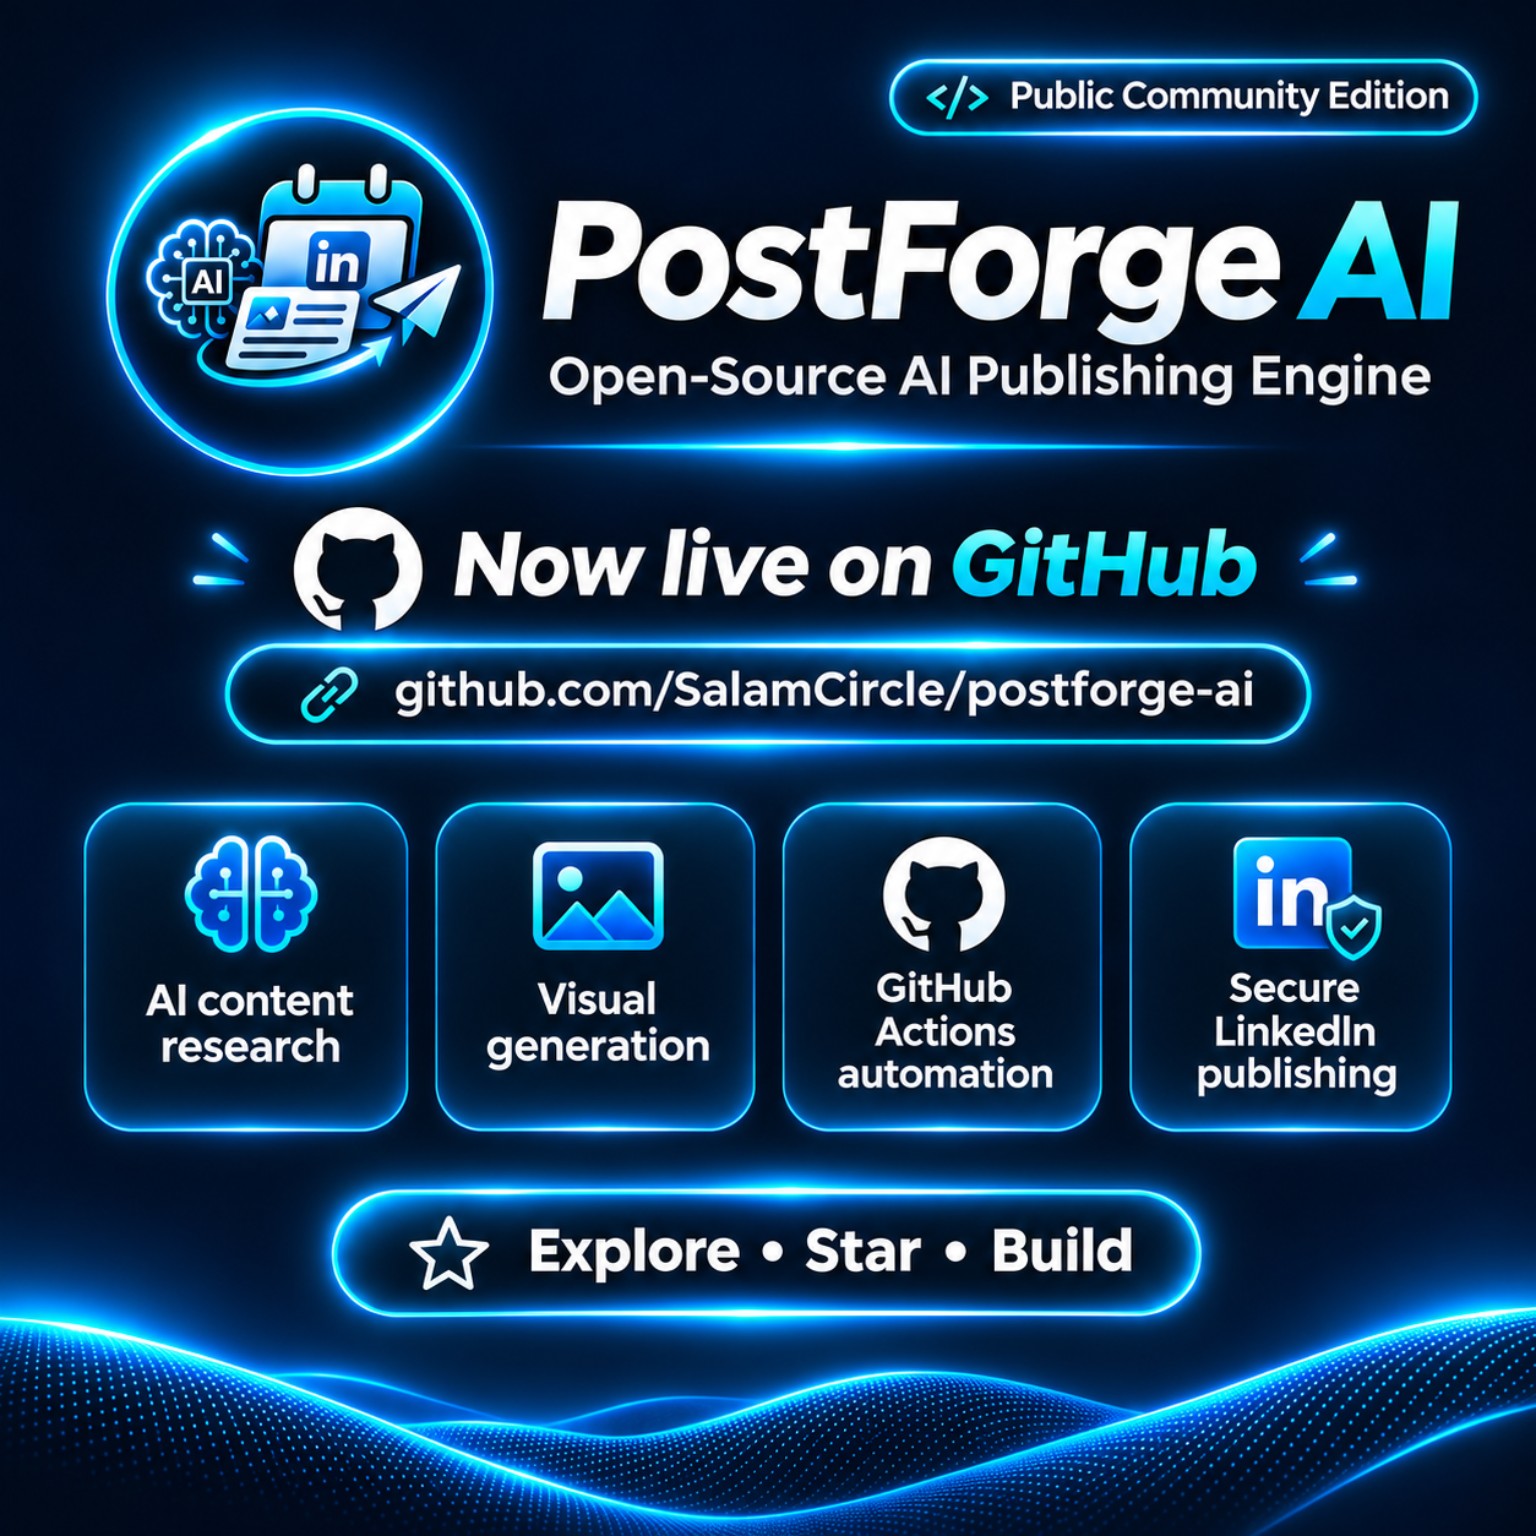 </> Public Community Edition
PostForge AI
Open-Source AI Publishing Engine
AI
in
Now live on GitHub
github.com/SalamCircle/postforge-ai
AI content
research
Visual
generation
GitHub
Actions
automation
in
Secure
LinkedIn
publishing
Explore • Star • Build